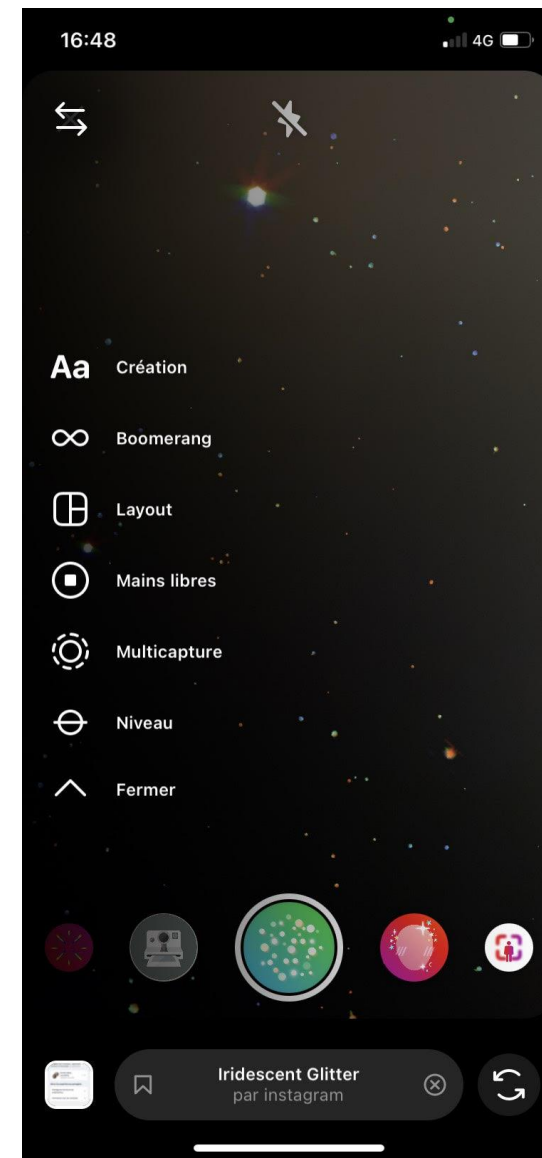 16:48
4G
Aa Création
Boomerang
Layout
Mains libres
Multicapture
Niveau
Fermer
Iridescent Glitter
par instagram